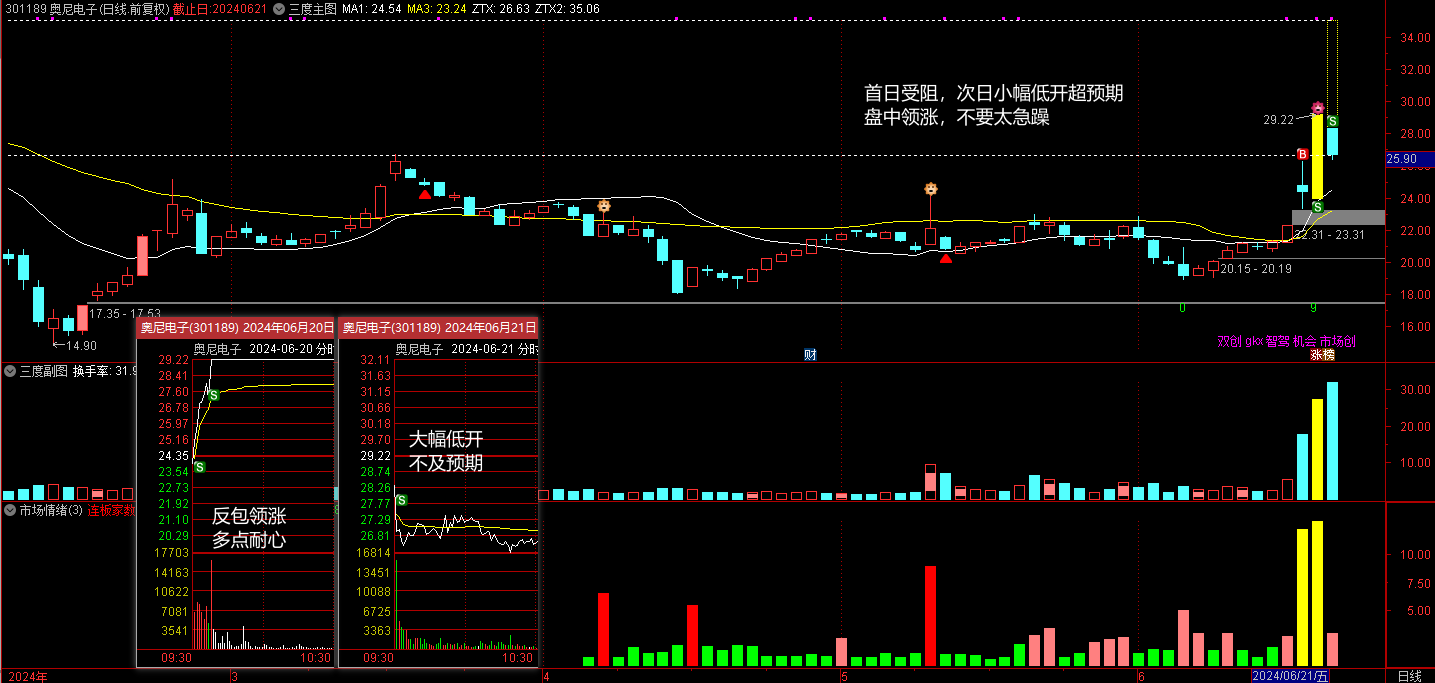 301189 奥尼电子(日线.前复权) 截止日:20240621 三度主图 MA1: 24.54 MA3: 23.24 ZTX: 26.63 ZTX2: 35.06
34.00
32.00
30.00
28.00
25.90
24.00
22.00
20.00
18.00
16.00
首日受阻，次日小幅低开超预期
盘中领涨，不要太急躁
29.22
B
S
S
22.31 - 23.31
20.15 - 20.19
17.35 - 17.53
14.90
0
9
财
双创 gkx 智驾 机会 市场创
涨榜
三度副图 换手率: 31.9
30.00
20.00
10.00
市场情绪(3) 连板家数
10.00
7.50
5.00
奥尼电子(301189) 2024年06月20日
奥尼电子 2024-06-20 分时
29.22
28.41
27.60
26.78
25.97
25.16
24.35
23.54
22.73
21.92
21.10
20.29
17703
14163
10622
7081
3541
S
S
反包领涨
多点耐心
09:30 10:30
奥尼电子(301189) 2024年06月21日
奥尼电子 2024-06-21 分时
32.11
31.63
31.15
30.66
30.18
29.70
29.22
28.74
28.26
27.77
27.29
26.81
16814
13451
10088
6725
3363
大幅低开
不及预期
S
09:30 10:30
2024年 3 4 5 6 2024/06/21/五 日线